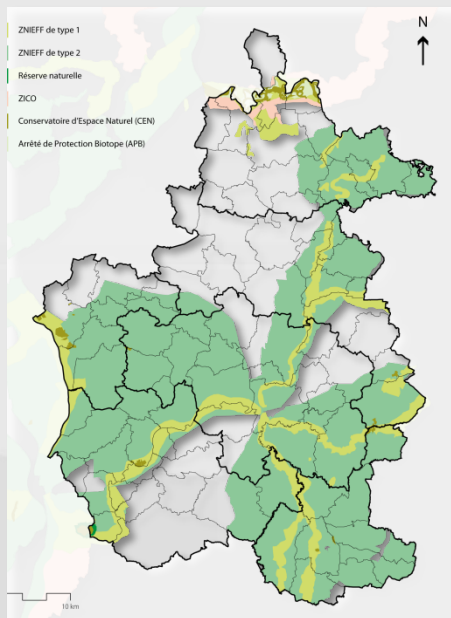 ZNIEFF de type 1
ZNIEFF de type 2
Réserve naturelle
ZICO
Conservatoire d'Espace Naturel (CEN)
Arrêté de Protection Biotope (APB)
N
10 km